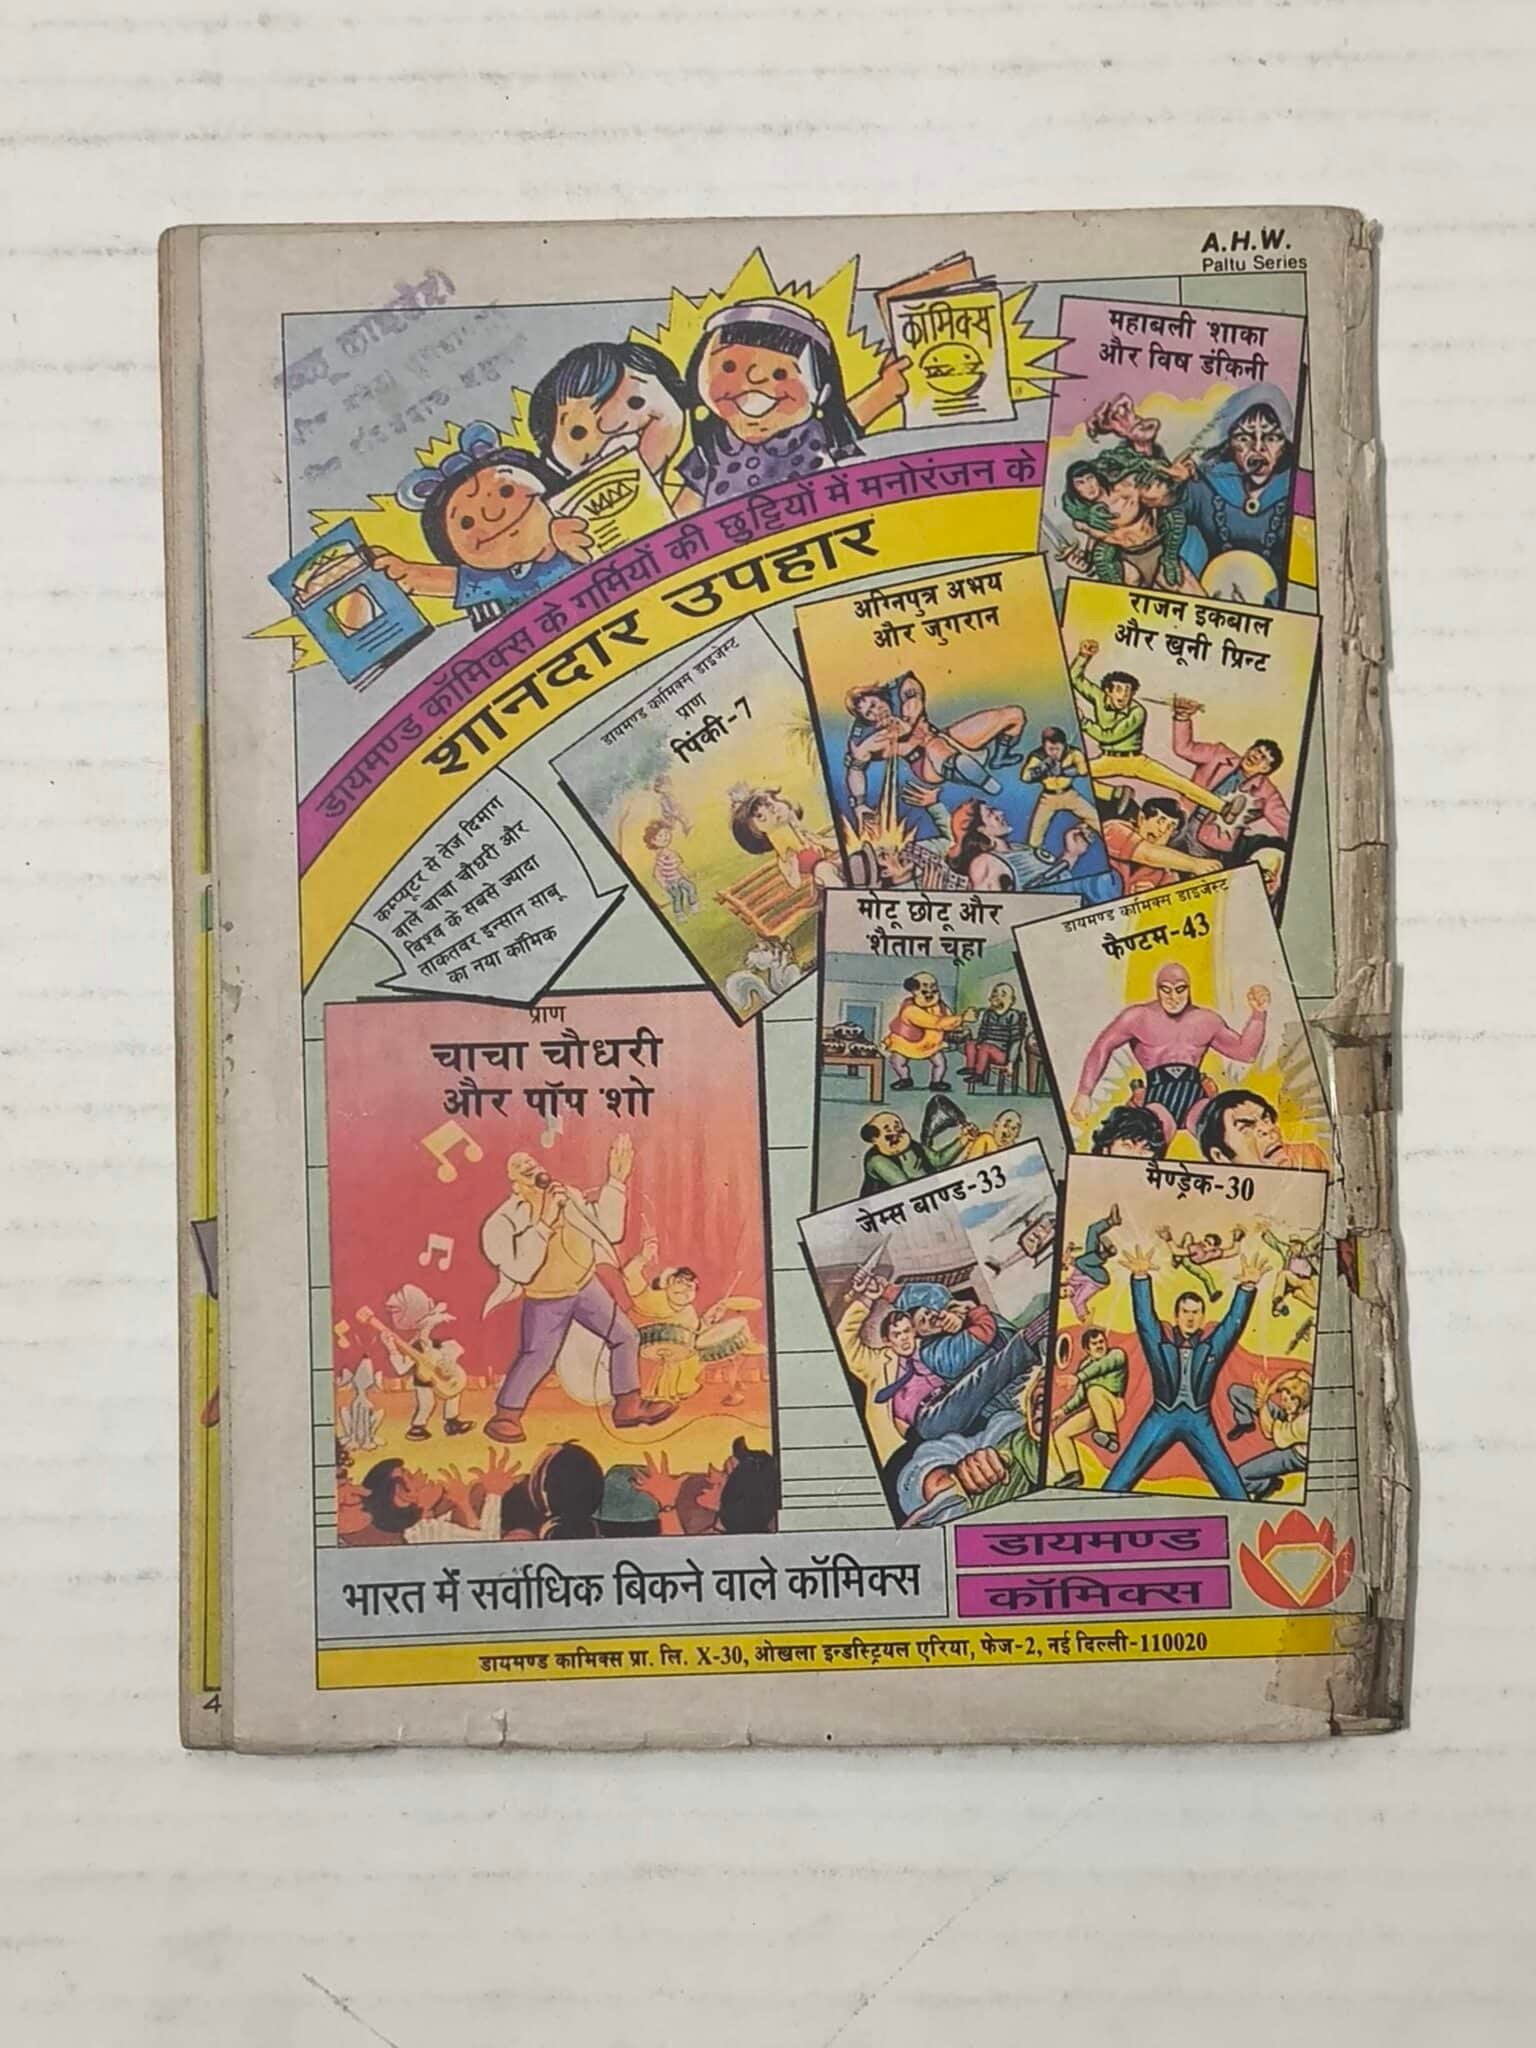 A.H.W.
Paltu Series
कॉमिक्स
डायमण्ड कॉमिक्स के गर्मियों की छुट्टियों में मनोरंजन के
शानदार उपहार
महाबली शाका
और विष डंकिनी
अग्निपुत्र अभय
और जुगरान
राजन इकबाल
और खूनी प्रिन्ट
डायमण्ड कॉमिक्स डाइजेस्ट
प्राण
पिंकी-7
कम्प्यूटर से तेज दिमाग
वाले चाचा चौधरी और
विश्व के सबसे ज्यादा
ताकतवर इन्सान साबू
का नया कॉमिक
मोटू छोटू और
शैतान चूहा
डायमण्ड कॉमिक्स डाइजेस्ट
फैण्टम-43
प्राण
चाचा चौधरी
और पॉप शो
जेम्स बाण्ड-33
मैण्ड्रेक-30
भारत में सर्वाधिक बिकने वाले कॉमिक्स
डायमण्ड
कॉमिक्स
डायमण्ड कामिक्स प्रा. लि. X-30, ओखला इन्डस्ट्रियल एरिया, फेज-2, नई दिल्ली-110020
4